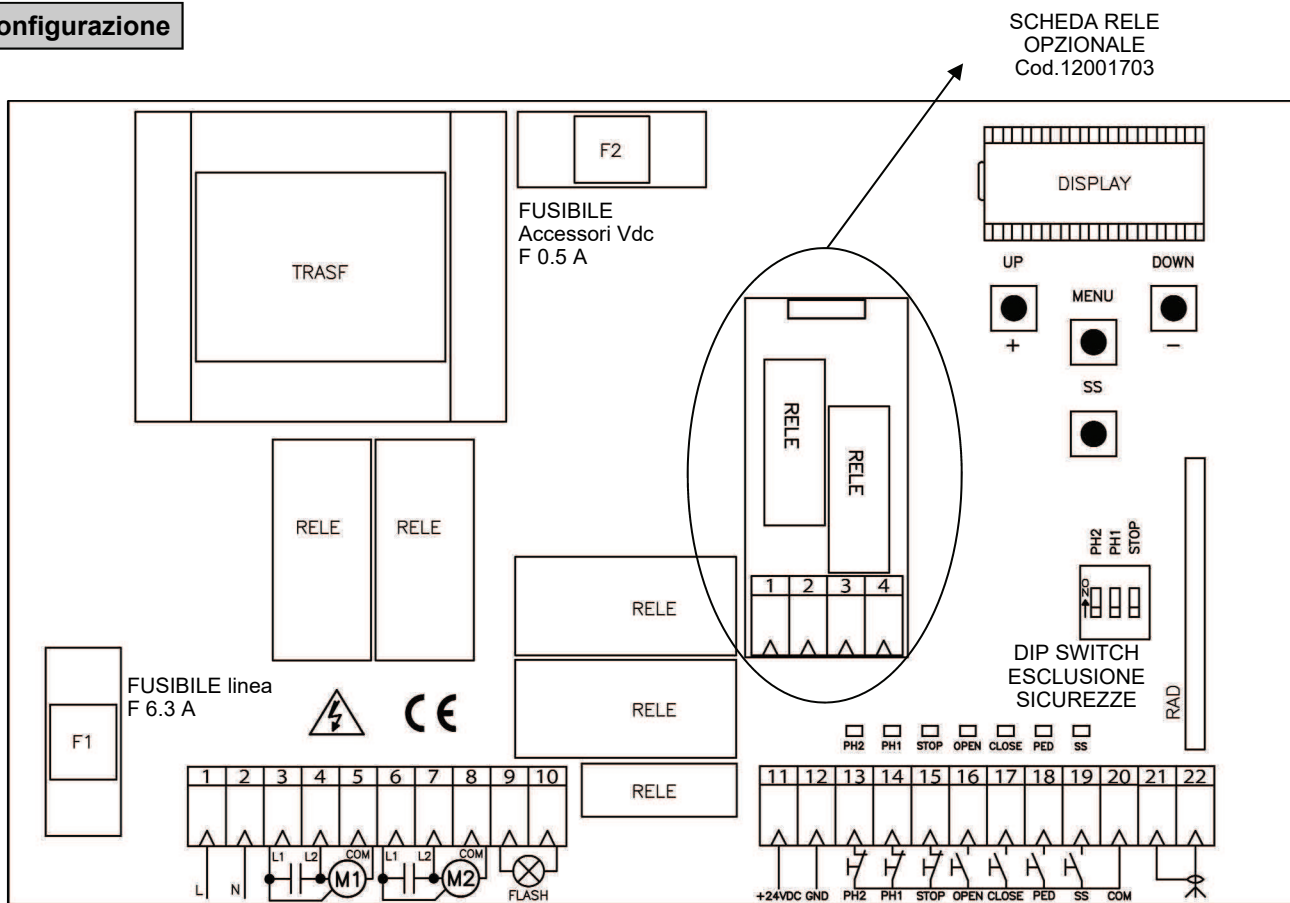 onfigurazione
SCHEDA RELE
OPZIONALE
Cod.12001703
F2
FUSIBILE
Accessori Vdc
F 0.5 A
TRASF
DISPLAY
UP
DOWN
MENU
+
-
SS
RELE
RELE
RELE
RELE
1 2 3 4
PH2
PH1
STOP
ON
DIP SWITCH
ESCLUSIONE
SICUREZZE
RAD
RELE
RELE
RELE
FUSIBILE linea
F 6.3 A
F1
CE
PH2 PH1 STOP OPEN CLOSE PED SS
1 2 3 4 5 6 7 8 9 10
11 12 13 14 15 16 17 18 19 20 21 22
L1 L2 COM L1 L2 COM
M1 M2
L N FLASH
+24VDC GND PH2 PH1 STOP OPEN CLOSE PED SS COM